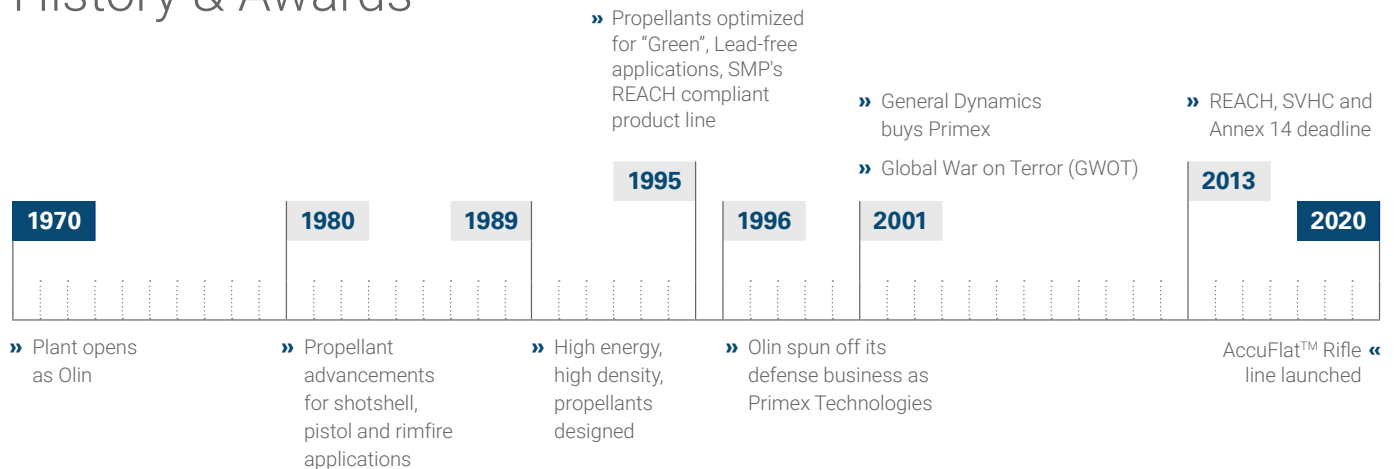 History & Awards
» Propellants optimized
for “Green”, Lead-free
applications, SMP's
REACH compliant
product line
» General Dynamics
buys Primex
» Global War on Terror (GWOT)
» REACH, SVHC and
Annex 14 deadline
1970
1980
1989
1995
1996
2001
2013
2020
» Plant opens
as Olin
» Propellant
advancements
for shotshell,
pistol and rimfire
applications
» High energy,
high density,
propellants
designed
» Olin spun off its
defense business as
Primex Technologies
AccuFlat™ Rifle «
line launched